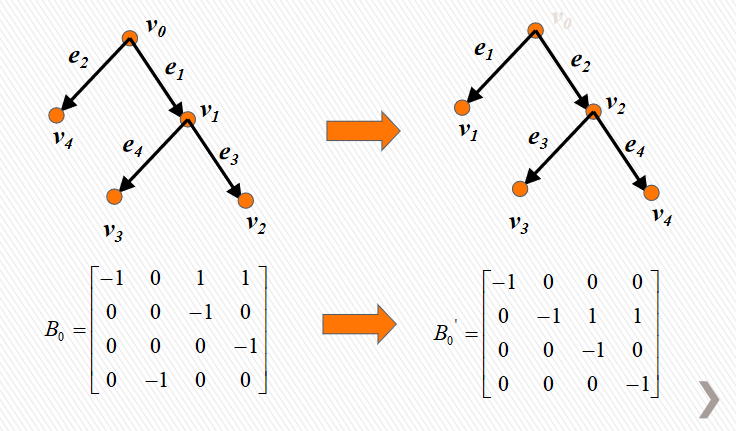 v0 v0
e2 e1 e1 e2
v4 v1 v1 v2
e4 e3 e3 e4
v3 v2 v3 v4
B0 = [ −1 0 1 1
0 0 −1 0
0 0 0 −1
0 −1 0 0 ]
B0' = [ −1 0 0 0
0 −1 1 1
0 0 −1 0
0 0 0 −1 ]